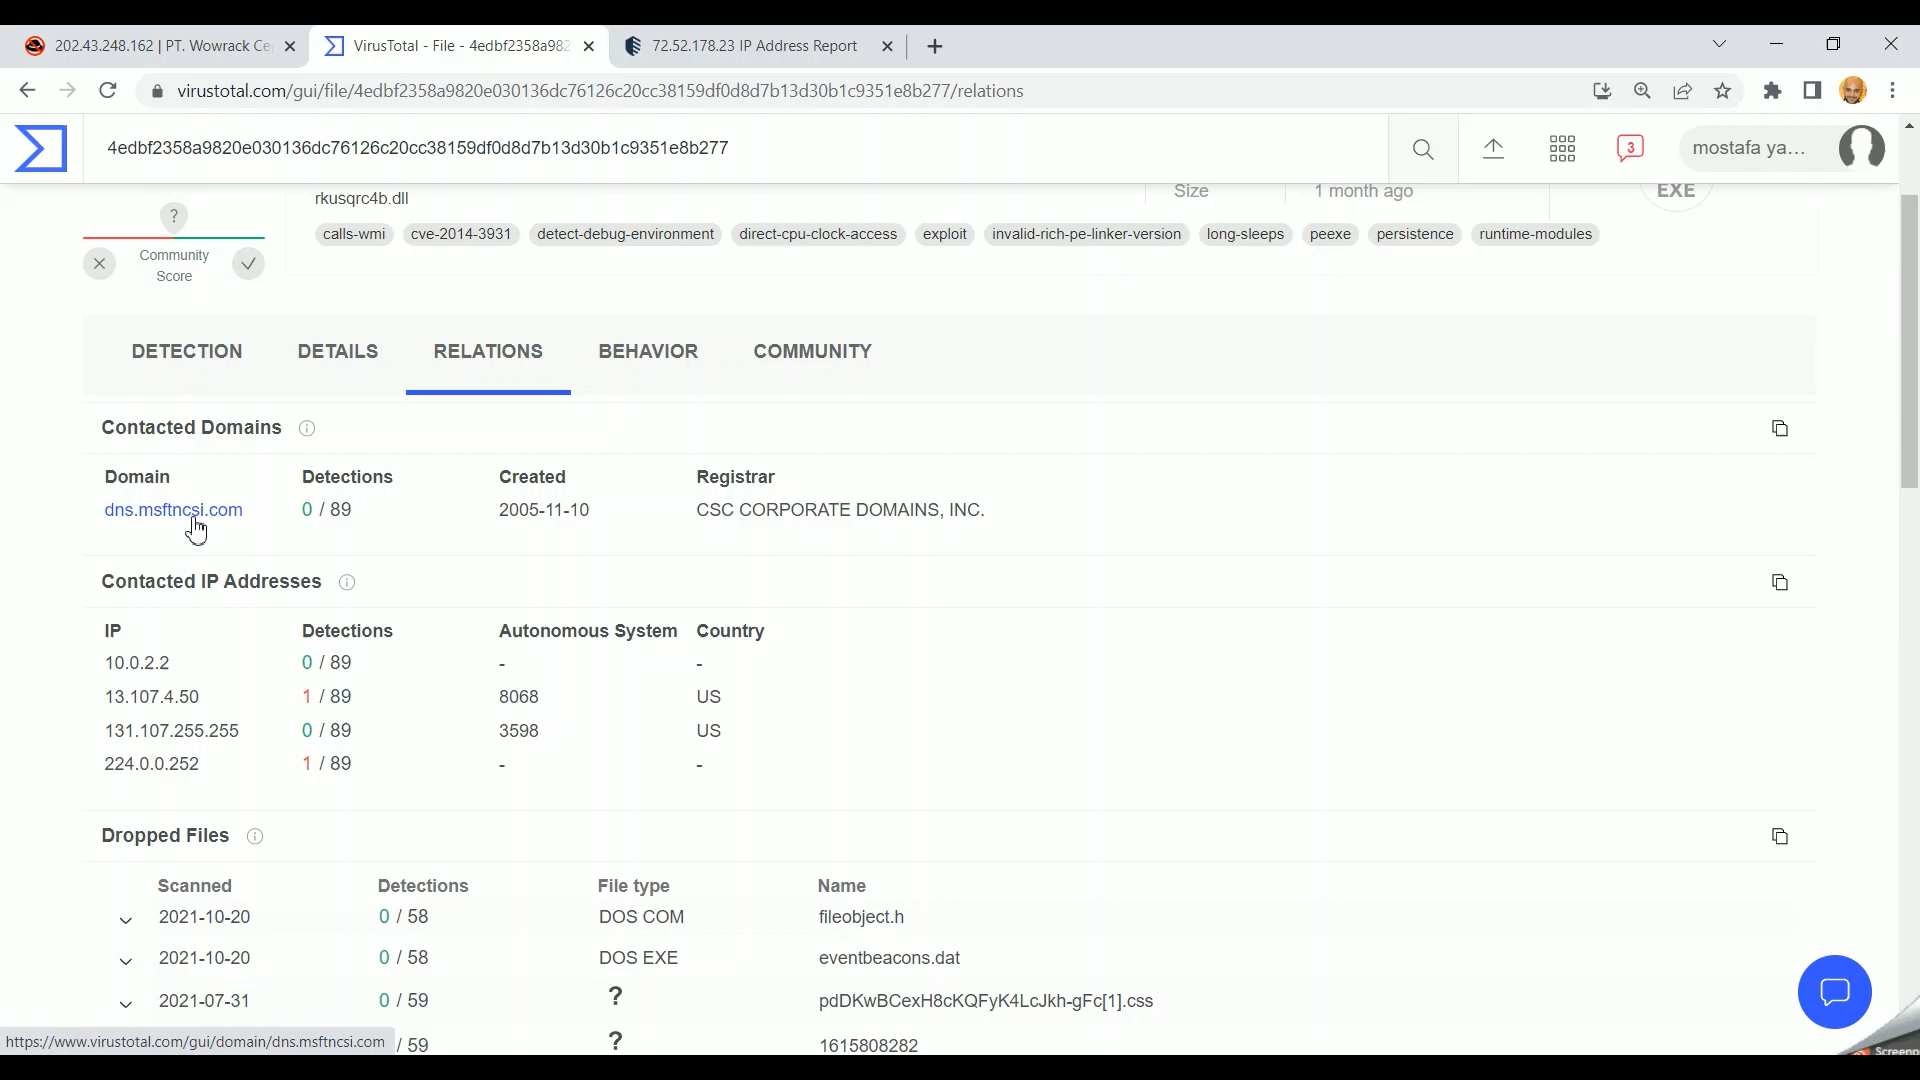 202.43.248.162 | PT. Wowrack Ce
VirusTotal - File - 4edbf2358a982
72.52.178.23 IP Address Report
virustotal.com/gui/file/4edbf2358a9820e030136dc76126c20cc38159df0d8d7b13d30b1c9351e8b277/relations
4edbf2358a9820e030136dc76126c20cc38159df0d8d7b13d30b1c9351e8b277
3
mostafa ya...
rkusqrc4b.dll
Size
1 month ago
EXE
?
calls-wmi cve-2014-3931 detect-debug-environment direct-cpu-clock-access exploit invalid-rich-pe-linker-version long-sleeps peexe persistence runtime-modules
Community
Score
DETECTION DETAILS RELATIONS BEHAVIOR COMMUNITY
Contacted Domains
Domain Detections Created Registrar
dns.msftncsi.com 0 / 89 2005-11-10 CSC CORPORATE DOMAINS, INC.
Contacted IP Addresses
IP Detections Autonomous System Country
10.0.2.2 0 / 89 - -
13.107.4.50 1 / 89 8068 US
131.107.255.255 0 / 89 3598 US
224.0.0.252 1 / 89 - -
Dropped Files
Scanned Detections File type Name
2021-10-20 0 / 58 DOS COM fileobject.h
2021-10-20 0 / 58 DOS EXE eventbeacons.dat
2021-07-31 0 / 59 ? pdDKwBCexH8cKQFyK4LcJkh-gFc[1].css
/ 59 ? 1615808282
https://www.virustotal.com/gui/domain/dns.msftncsi.com